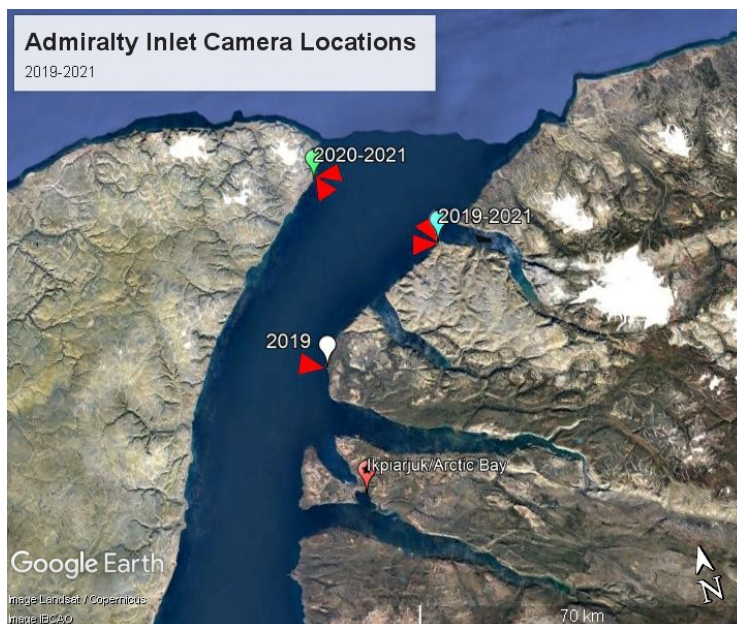 Admiralty Inlet Camera Locations
2019-2021
2020-2021
2019-2021
2019
Ikpiarjuk/Arctic Bay
Google Earth
Image Landsat / Copernicus
Image IBCAO
70 km
N